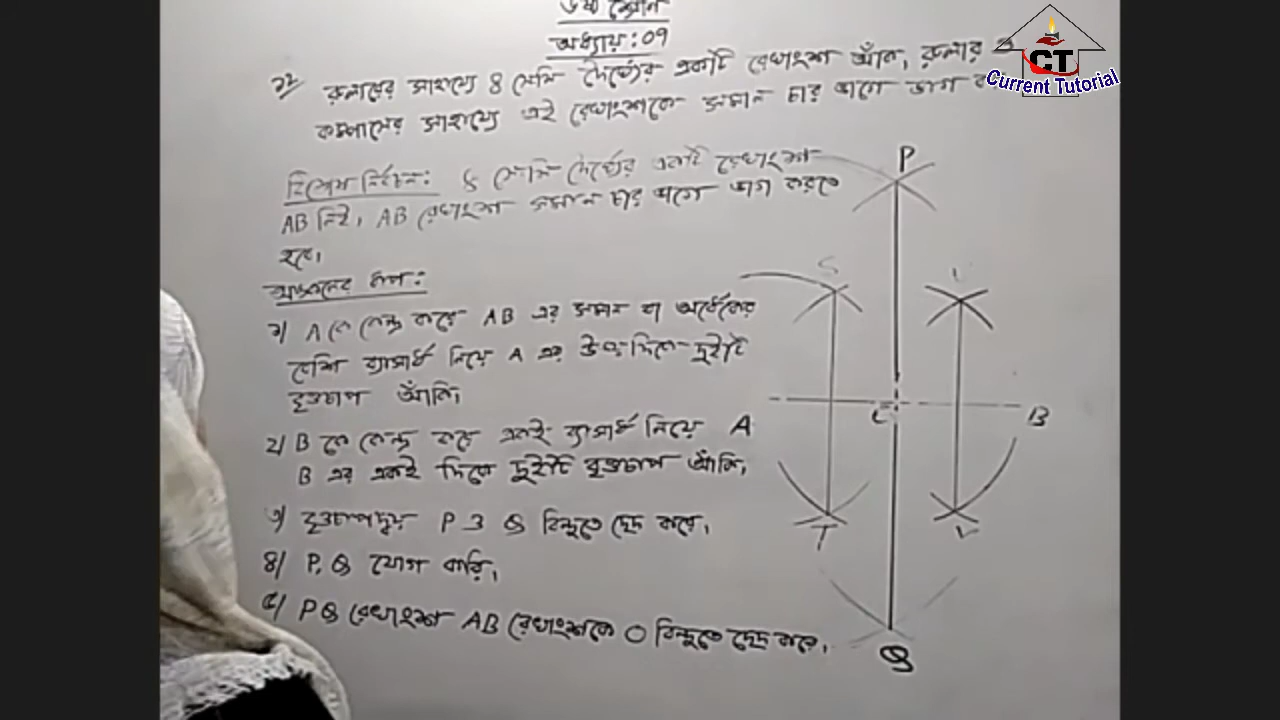 ৬ষ্ঠ শ্রেণি
অধ্যায়: ০৭
CT
Current Tutorial
রুলারের সাহায্যে ৪ সেমি দৈর্ঘ্যের একটি রেখাংশ আঁক, রুলার ও
কম্পাসের সাহায্যে এই রেখাংশকে সমান চার ভাগে ভাগ
বিশেষ নির্বচন: ৪ সেমি দৈর্ঘ্যের একটি রেখাংশ
AB নিই, AB রেখাংশ সমান চার ভাগে ভাগ করতে
হবে।
অঙ্কনের ধাপ:
১) A কে কেন্দ্র করে AB এর সমান বা অর্ধেকের
বেশি ব্যাসার্ধ নিয়ে A এর উভয়দিকে দুইটি
বৃত্তচাপ আঁকি,
২) B কে কেন্দ্র করে একই ব্যাসার্ধ নিয়ে A
B এর একই দিকে দুইটি বৃত্তচাপ আঁকি,
৩) বৃত্তচাপদ্বয় P ও Q বিন্দুতে ছেদ করে,
৪) P, Q যোগ করি,
৫) PQ রেখাংশ AB রেখাংশকে O বিন্দুতে ছেদ করে,
P
S
C
B
T
Q